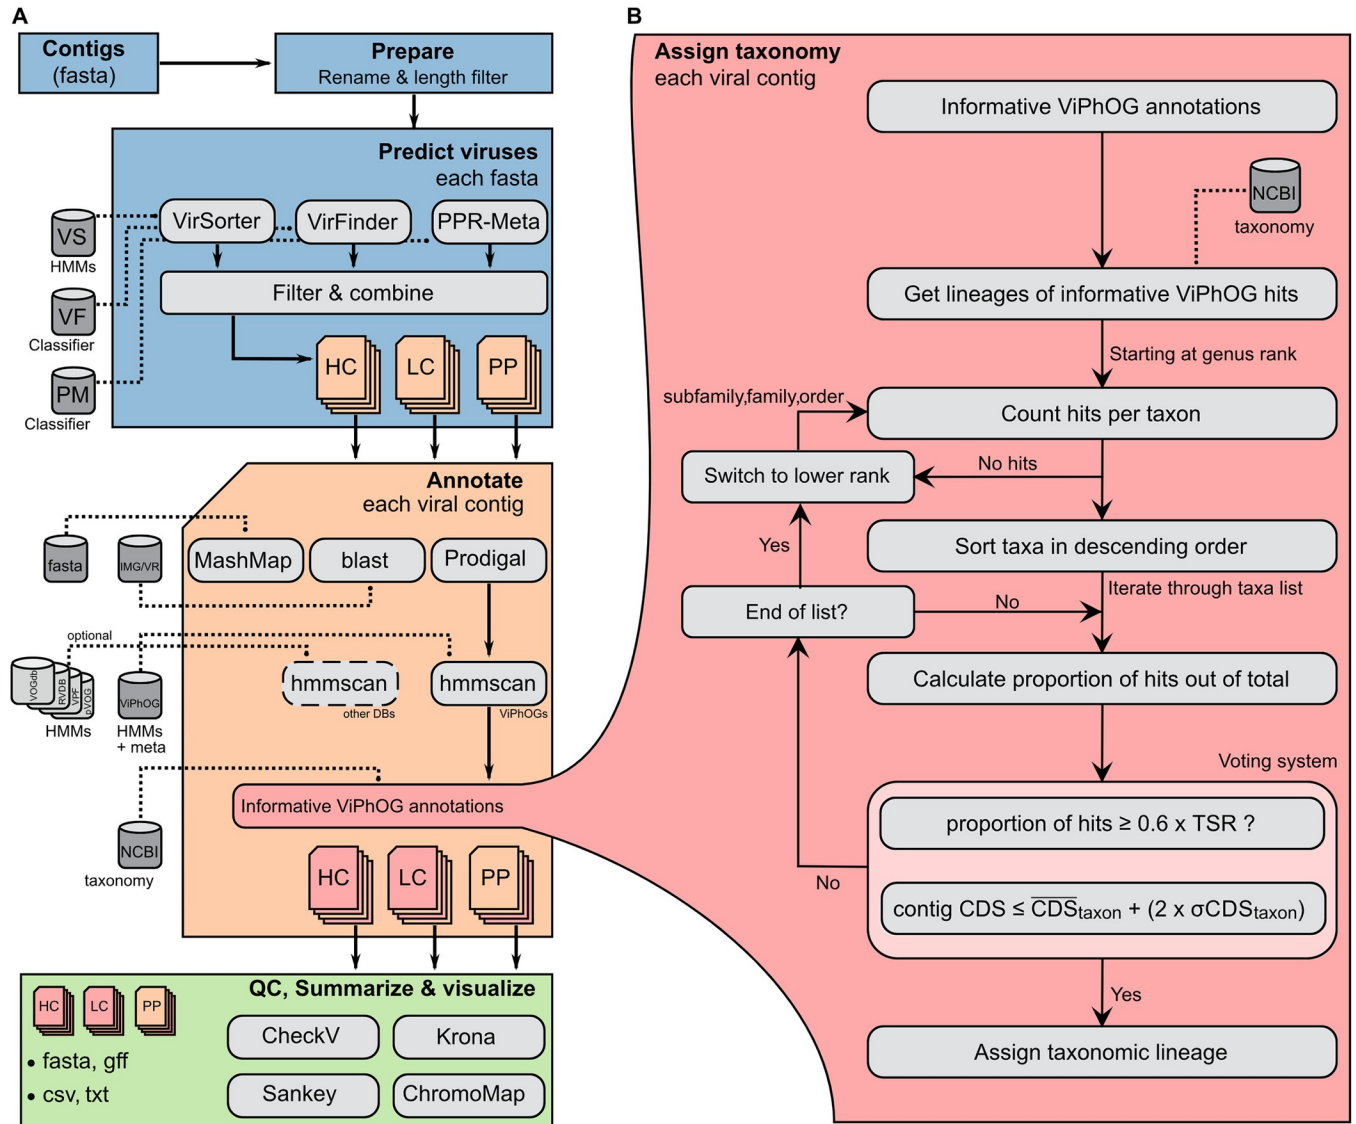 A
Contigs
(fasta)
Prepare
Rename & length filter
Predict viruses
each fasta
VirSorter
VirFinder
PPR-Meta
VS
HMMs
Filter & combine
VF
Classifier
HC
LC
PP
PM
Classifier
Annotate
each viral contig
fasta
IMG/VR
MashMap
blast
Prodigal
optional
VOGdb
RVDB
VPF
pVOG
HMMs
ViPhOG
HMMs
+ meta
hmmscan
other DBs
hmmscan
ViPhOGs
Informative ViPhOG annotations
NCBI
taxonomy
HC
LC
PP
QC, Summarize & visualize
HC
LC
PP
• fasta, gff
• csv, txt
CheckV
Krona
Sankey
ChromoMap
B
Assign taxonomy
each viral contig
Informative ViPhOG annotations
NCBI
taxonomy
Get lineages of informative ViPhOG hits
Starting at genus rank
subfamily,family,order
Count hits per taxon
Switch to lower rank
No hits
Sort taxa in descending order
Yes
Iterate through taxa list
End of list?
No
Calculate proportion of hits out of total
Voting system
proportion of hits ≥ 0.6 x TSR ?
No
contig CDS ≤ C̅D̅S̅taxon + (2 x σCDStaxon)
Yes
Assign taxonomic lineage